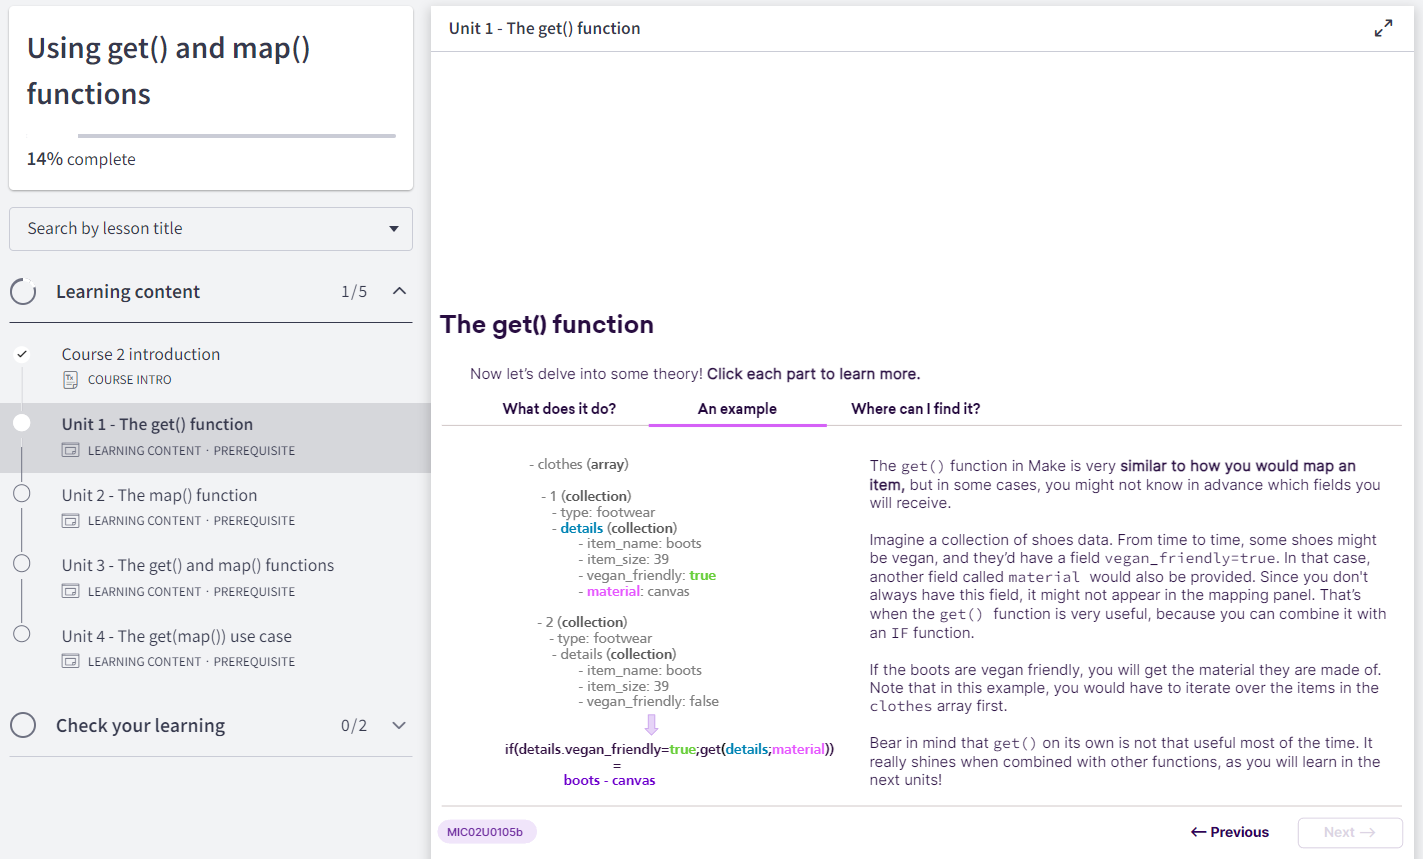 Using get() and map()
functions
14% complete
Search by lesson title
Learning content 1/5
Course 2 introduction
COURSE INTRO
Unit 1 - The get() function
LEARNING CONTENT · PREREQUISITE
Unit 2 - The map() function
LEARNING CONTENT · PREREQUISITE
Unit 3 - The get() and map() functions
LEARNING CONTENT · PREREQUISITE
Unit 4 - The get(map()) use case
LEARNING CONTENT · PREREQUISITE
Check your learning 0/2
Unit 1 - The get() function
The get() function
Now let's delve into some theory! Click each part to learn more.
What does it do? An example Where can I find it?
- clothes (array)
- 1 (collection)
- type: footwear
- details (collection)
- item_name: boots
- item_size: 39
- vegan_friendly: true
- material: canvas
- 2 (collection)
- type: footwear
- details (collection)
- item_name: boots
- item_size: 39
- vegan_friendly: false
if(details.vegan_friendly=true;get(details;material))
=
boots - canvas
The get() function in Make is very similar to how you would map an
item, but in some cases, you might not know in advance which fields you
will receive.
Imagine a collection of shoes data. From time to time, some shoes might
be vegan, and they'd have a field vegan_friendly=true. In that case,
another field called material would also be provided. Since you don't
always have this field, it might not appear in the mapping panel. That's
when the get() function is very useful, because you can combine it with
an IF function.
If the boots are vegan friendly, you will get the material they are made of.
Note that in this example, you would have to iterate over the items in the
clothes array first.
Bear in mind that get() on its own is not that useful most of the time. It
really shines when combined with other functions, as you will learn in the
next units!
MIC02U0105b
← Previous
Next →